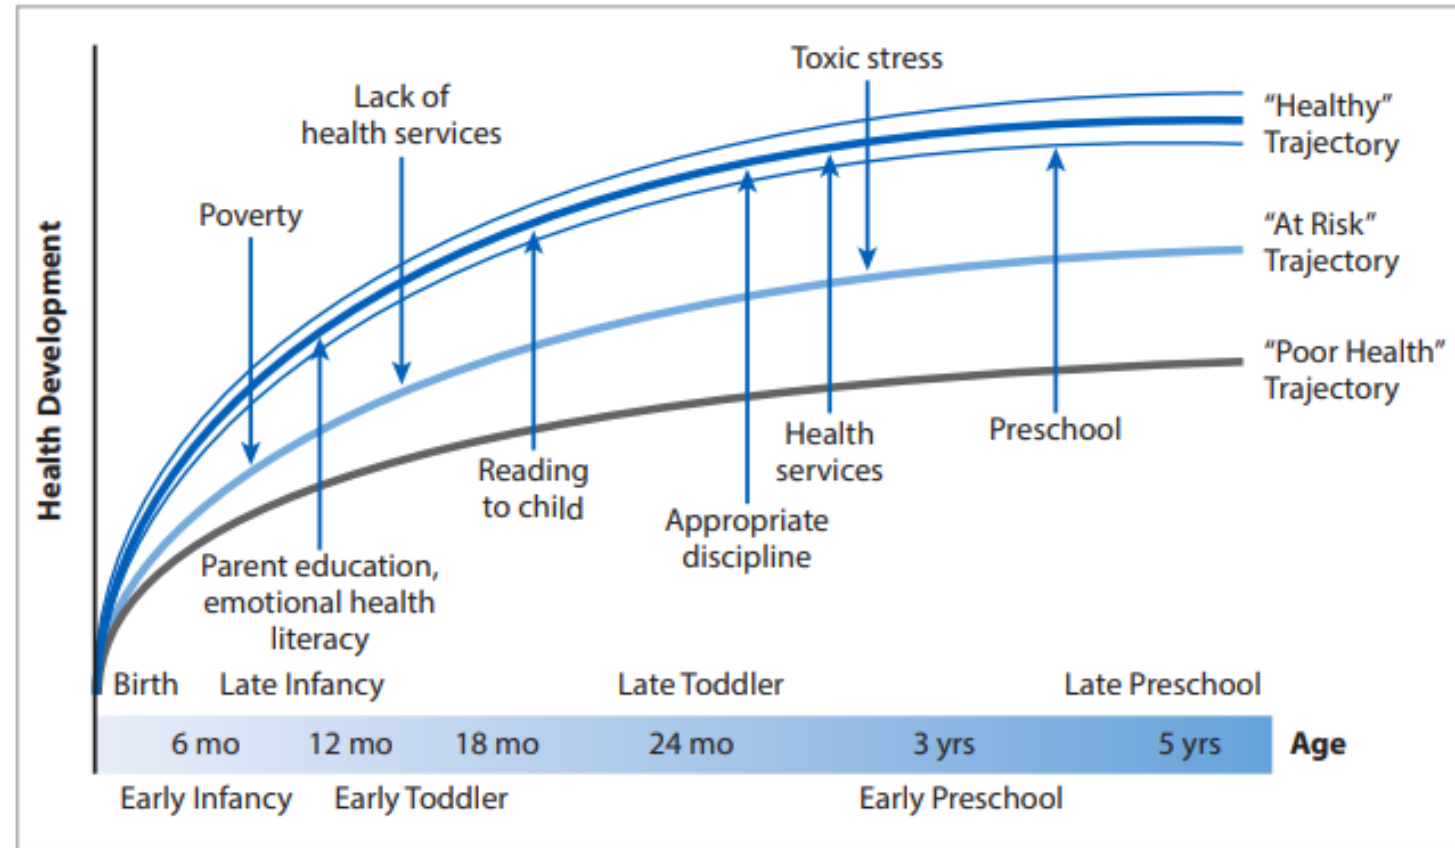 Toxic stress
Lack of
health services
Poverty
“Healthy”
Trajectory
“At Risk”
Trajectory
“Poor Health”
Trajectory
Health Development
Parent education,
emotional health
literacy
Reading
to child
Appropriate
discipline
Health
services
Preschool
Birth Late Infancy Late Toddler Late Preschool
6 mo 12 mo 18 mo 24 mo 3 yrs 5 yrs Age
Early Infancy Early Toddler Early Preschool